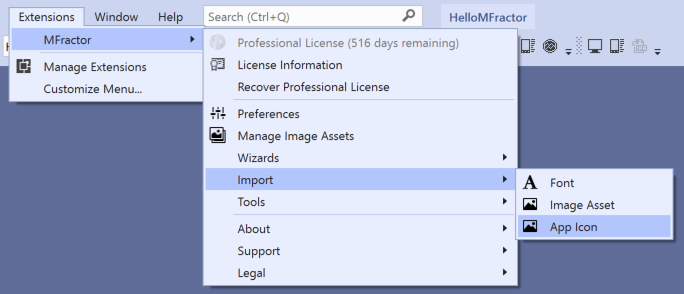 Extensions Window Help Search (Ctrl+Q) HelloMFractor
MFractor
Manage Extensions
Customize Menu...
Professional License (516 days remaining)
License Information
Recover Professional License
Preferences
Manage Image Assets
Wizards
Import
Tools
About
Support
Legal
Font
Image Asset
App Icon